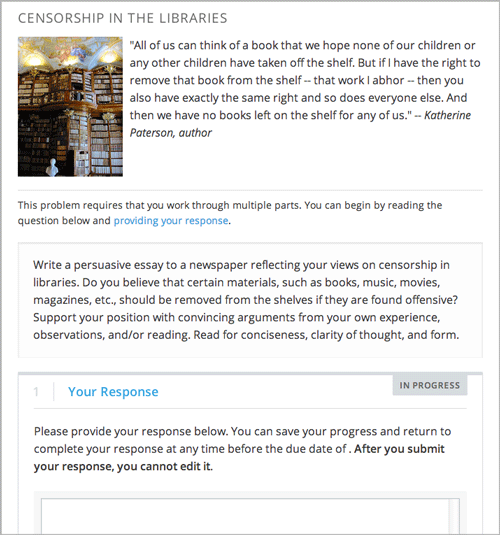 CENSORSHIP IN THE LIBRARIES
"All of us can think of a book that we hope none of our children or
any other children have taken off the shelf. But if I have the right to
remove that book from the shelf -- that work I abhor -- then you
also have exactly the same right and so does everyone else. And
then we have no books left on the shelf for any of us." -- Katherine
Paterson, author
This problem requires that you work through multiple parts. You can begin by reading the
question below and providing your response.
Write a persuasive essay to a newspaper reflecting your views on censorship in
libraries. Do you believe that certain materials, such as books, music, movies,
magazines, etc., should be removed from the shelves if they are found offensive?
Support your position with convincing arguments from your own experience,
observations, and/or reading. Read for conciseness, clarity of thought, and form.
1 Your Response
IN PROGRESS
Please provide your response below. You can save your progress and return to
complete your response at any time before the due date of . After you submit
your response, you cannot edit it.